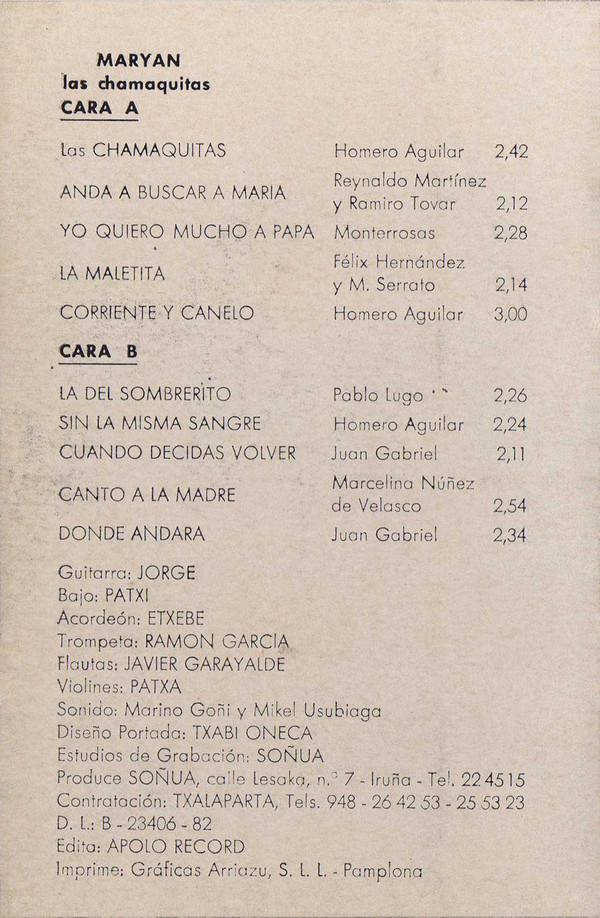 MARYAN
las chamaquitas
CARA A
Las CHAMAQUITAS Homero Aguilar 2,42
ANDA A BUSCAR A MARIA Reynaldo Martínez
y Ramiro Tovar 2,12
YO QUIERO MUCHO A PAPA Monterrosas 2,28
LA MALETITA Félix Hernández
y M. Serrato 2,14
CORRIENTE Y CANELO Homero Aguilar 3,00
CARA B
LA DEL SOMBRERITO Pablo Lugo 2,26
SIN LA MISMA SANGRE Homero Aguilar 2,24
CUANDO DECIDAS VOLVER Juan Gabriel 2,11
CANTO A LA MADRE Marcelina Núñez
de Velasco 2,54
DONDE ANDARA Juan Gabriel 2,34
Guitarra: JORGE
Bajo: PATXI
Acordeón: ETXEBE
Trompeta: RAMON GARCIA
Flautas: JAVIER GARAYALDE
Violines: PATXA
Sonido: Marino Goñi y Mikel Usubiaga
Diseño Portada: TXABI ONECA
Estudios de Grabación: SOÑUA
Produce SOÑUA, calle Lesaka, n.º 7 - Iruña - Tel. 22 45 15
Contratación: TXALAPARTA, Tels. 948 - 26 42 53 - 25 53 23
D. L.: B - 23406 - 82
Edita: APOLO RECORD
Imprime: Gráficas Arriazu, S. L. L. - Pamplona